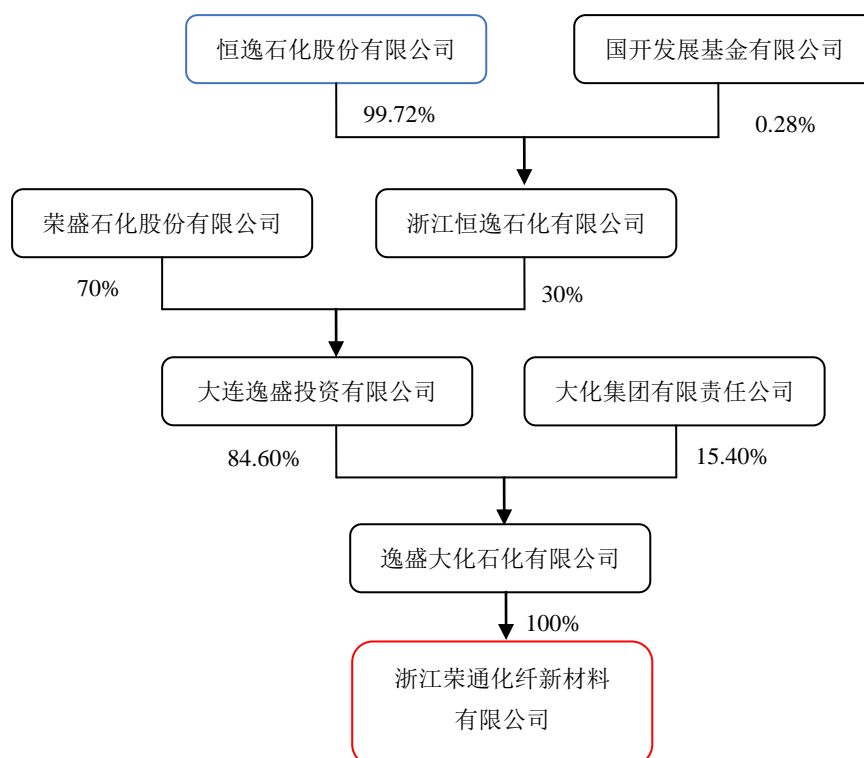 恒逸石化股份有限公司
国开发展基金有限公司
99.72%
0.28%
荣盛石化股份有限公司
浙江恒逸石化有限公司
70%
30%
大连逸盛投资有限公司
大化集团有限责任公司
84.60%
15.40%
逸盛大化石化有限公司
100%
浙江荣通化纤新材料
有限公司